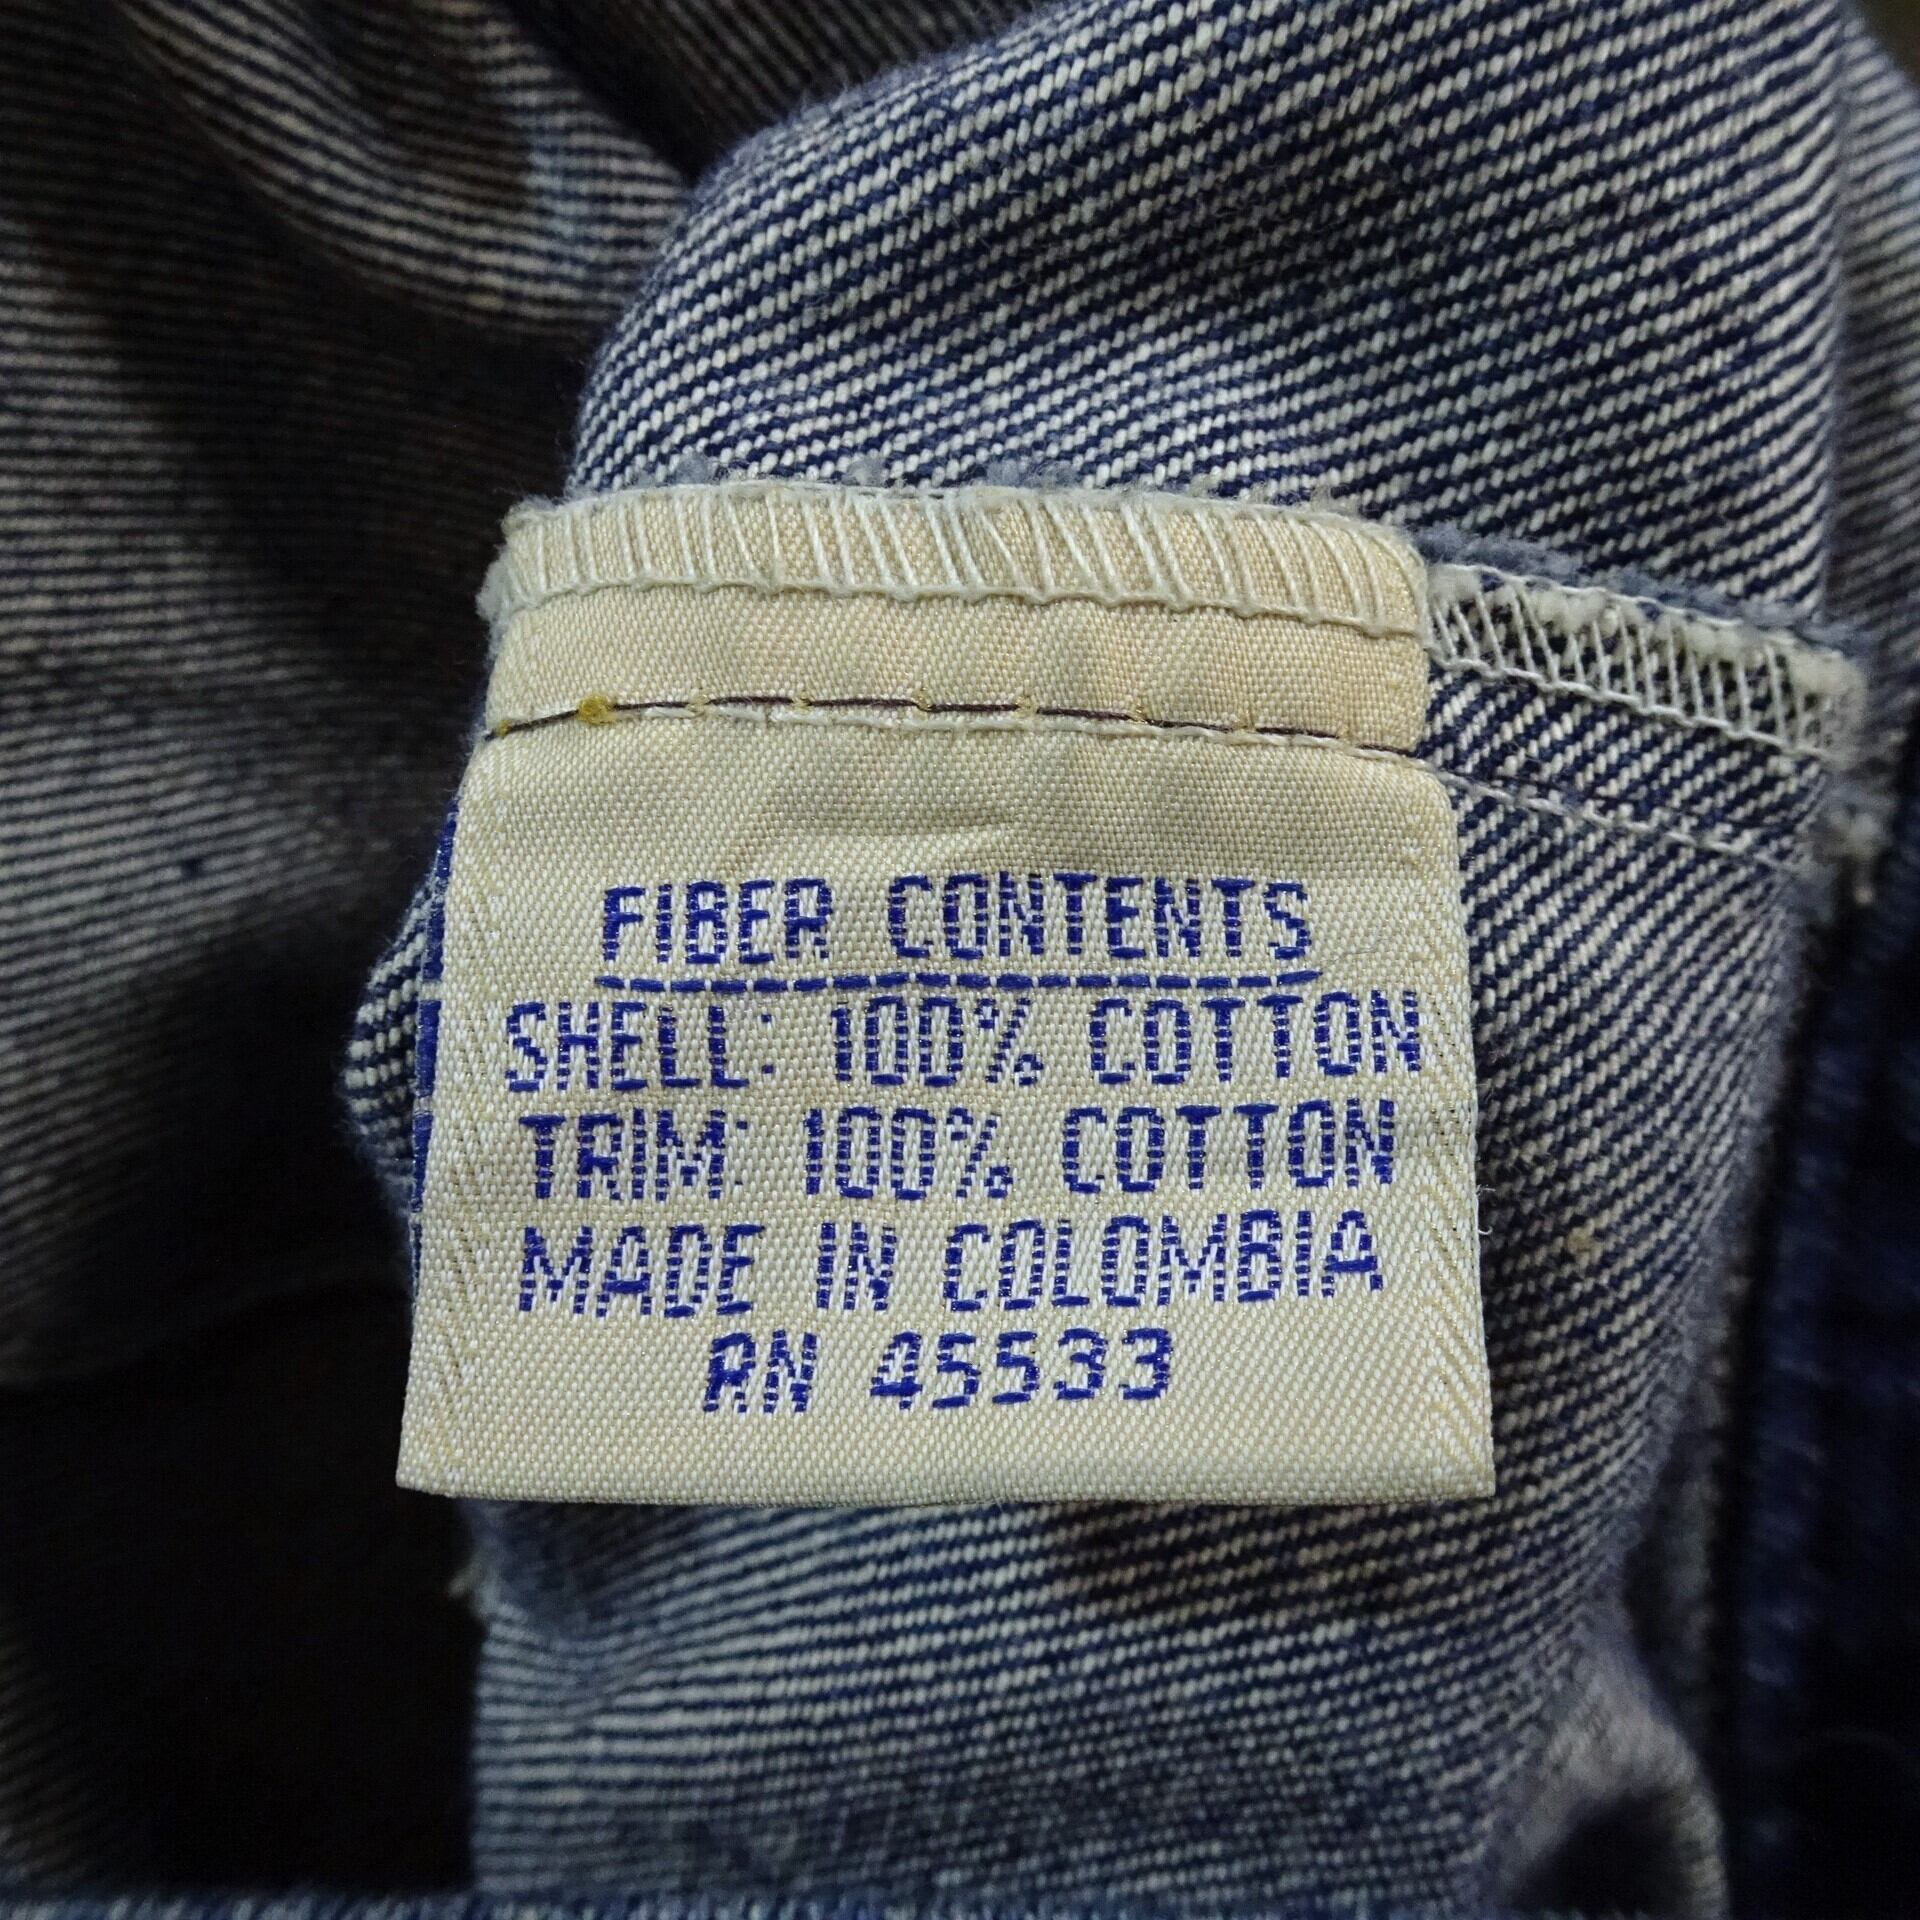 FIBER CONTENTS
SHELL: 100% COTTON
TRIM: 100% COTTON
MADE IN COLOMBIA
RN 45533